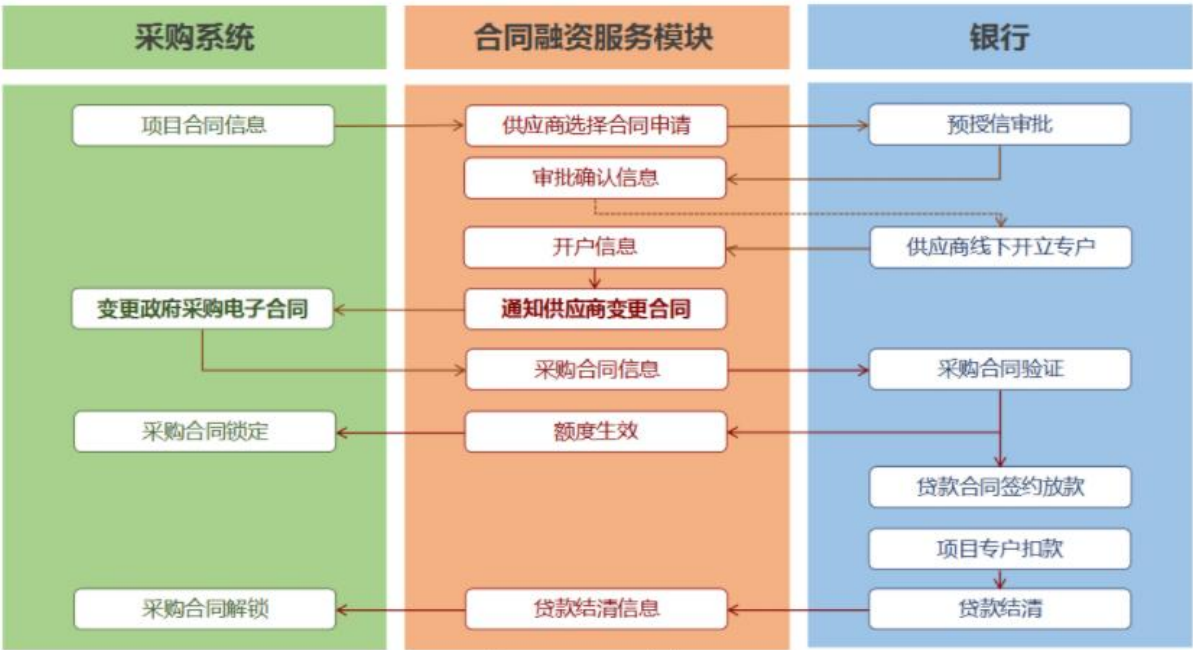 采购系统
合同融资服务模块
银行
项目合同信息
供应商选择合同申请
预授信审批
审批确认信息
开户信息
供应商线下开立专户
变更政府采购电子合同
通知供应商变更合同
采购合同信息
采购合同验证
采购合同锁定
额度生效
贷款合同签约放款
项目专户扣款
采购合同解锁
贷款结清信息
贷款结清